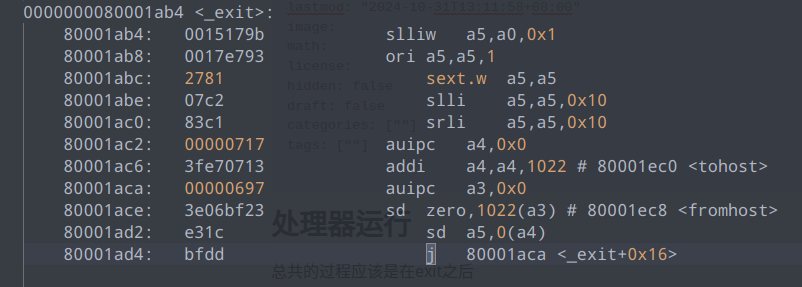 0000000080001ab4 <_exit>:
80001ab4: 0015179b slliw a5,a0,0x1
80001ab8: 0017e793 ori a5,a5,1
80001abc: 2781 sext.w a5,a5
80001abe: 07c2 slli a5,a5,0x10
80001ac0: 83c1 srli a5,a5,0x10
80001ac2: 00000717 auipc a4,0x0
80001ac6: 3fe70713 addi a4,a4,1022 # 80001ec0 <tohost>
80001aca: 00000697 auipc a3,0x0
80001ace: 3e06bf23 sd zero,1022(a3) # 80001ec8 <fromhost>
80001ad2: e31c sd a5,0(a4)
80001ad4: bfdd j 80001aca <_exit+0x16>
lastmod: "2024-10-31T13:11:58+08:00"
image:
math:
license:
hidden: false
draft: false
categories: [""]
tags: [""]
处理器运行
总共的过程应该是在exit之后